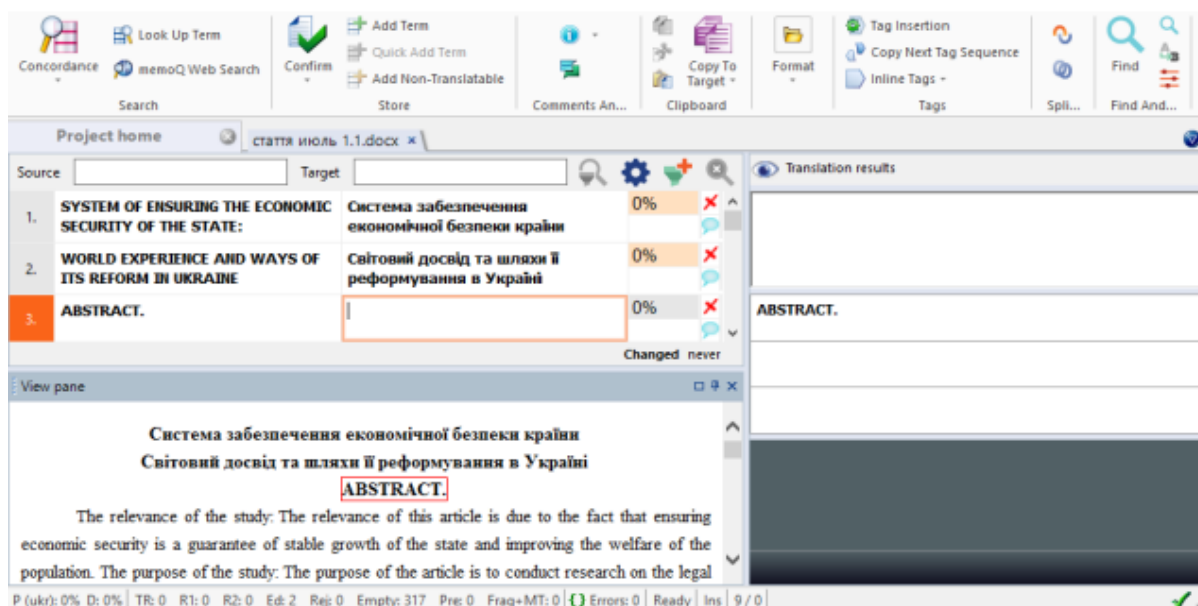 Concordance
Look Up Term
memoQ Web Search
Search
Confirm
Add Term
Quick Add Term
Add Non-Translatable
Store
Comments An...
Copy To
Target
Clipboard
Format
Tag Insertion
Copy Next Tag Sequence
Inline Tags
Tags
Spli...
Find
Find And...
Project home
стаття июль 1.1.docx
Source
Target
Translation results
1. SYSTEM OF ENSURING THE ECONOMIC
SECURITY OF THE STATE:
Система забезпечення
економічної безпеки країни
0%
2. WORLD EXPERIENCE AND WAYS OF
ITS REFORM IN UKRAINE
Світовий досвід та шляхи її
реформування в Україні
0%
3. ABSTRACT.
0%
ABSTRACT.
Changed never
View pane
Система забезпечення економічної безпеки країни
Світовий досвід та шляхи її реформування в Україні
ABSTRACT.
The relevance of the study: The relevance of this article is due to the fact that ensuring
economic security is a guarantee of stable growth of the state and improving the welfare of the
population. The purpose of the study: The purpose of the article is to conduct research on the legal
P (ukr): 0% D: 0% TR: 0 R1: 0 R2: 0 Ed: 2 Rej: 0 Empty: 317 Pre: 0 Frag+MT: 0 {} Errors: 0 Ready Ins 9 / 0